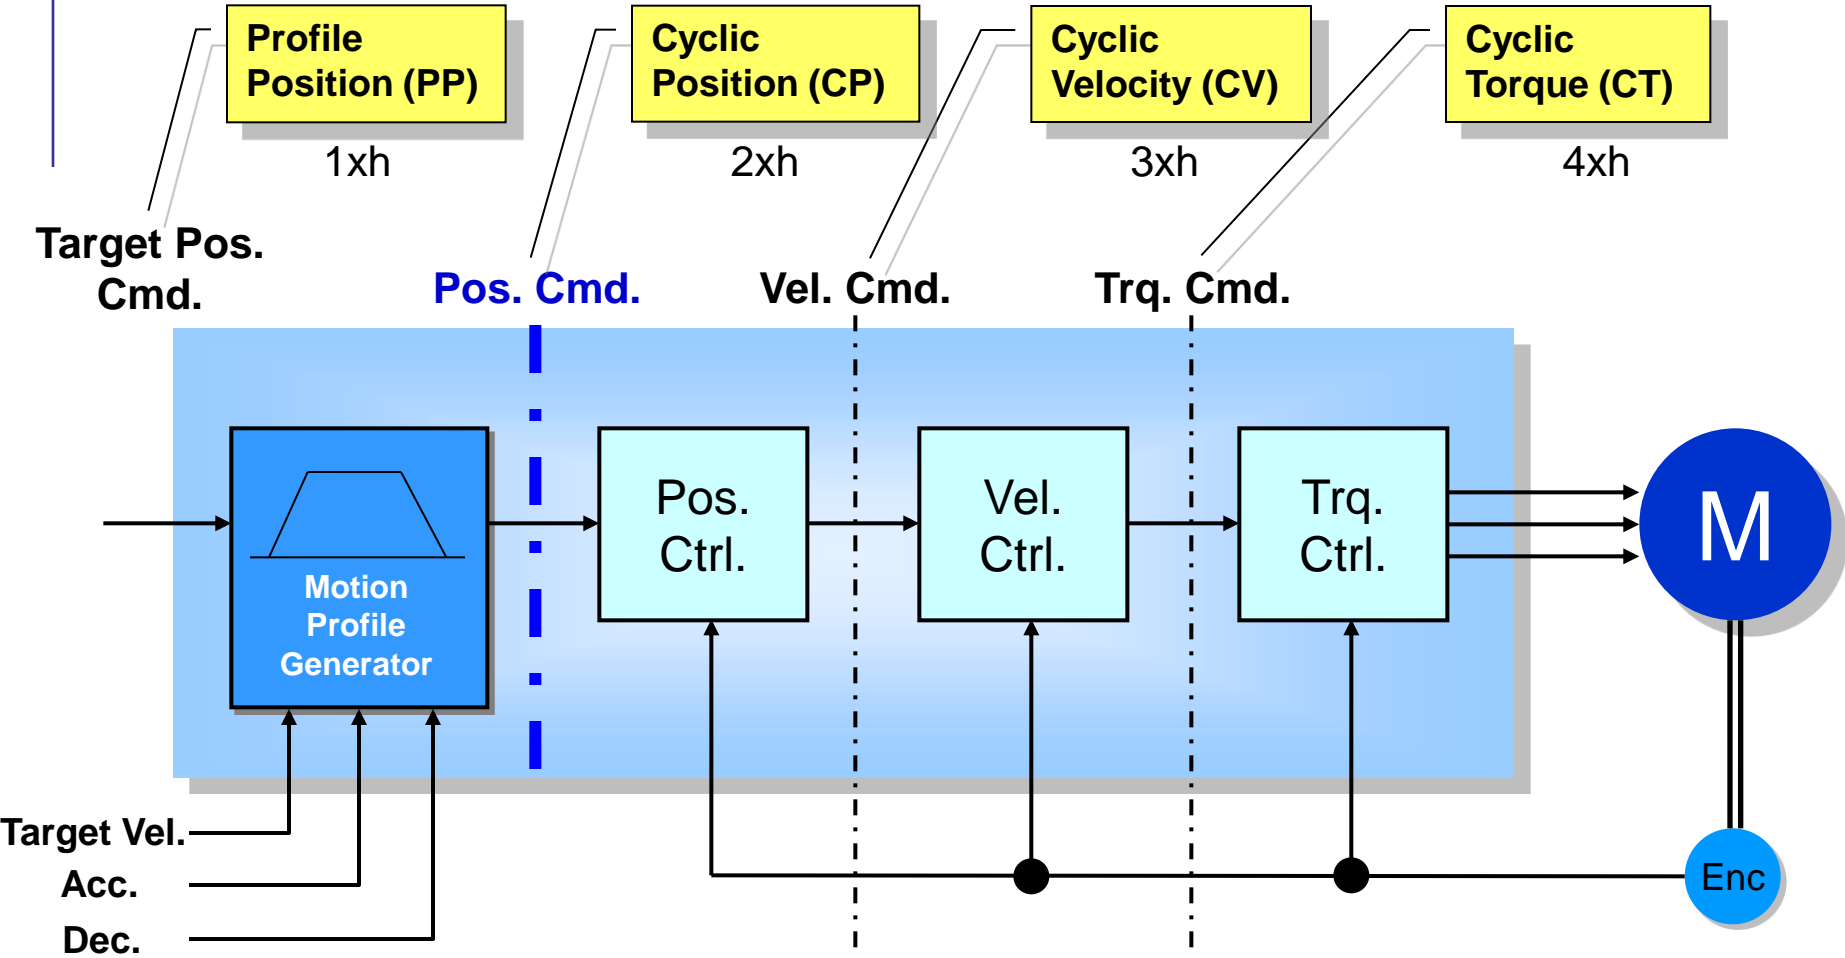 Profile
Position (PP)
Cyclic
Position (CP)
Cyclic
Velocity (CV)
Cyclic
Torque (CT)
1xh
2xh
3xh
4xh
Target Pos.
Cmd.
Pos. Cmd.
Vel. Cmd.
Trq. Cmd.
Motion
Profile
Generator
Pos.
Ctrl.
Vel.
Ctrl.
Trq.
Ctrl.
M
Target Vel.
Acc.
Dec.
Enc